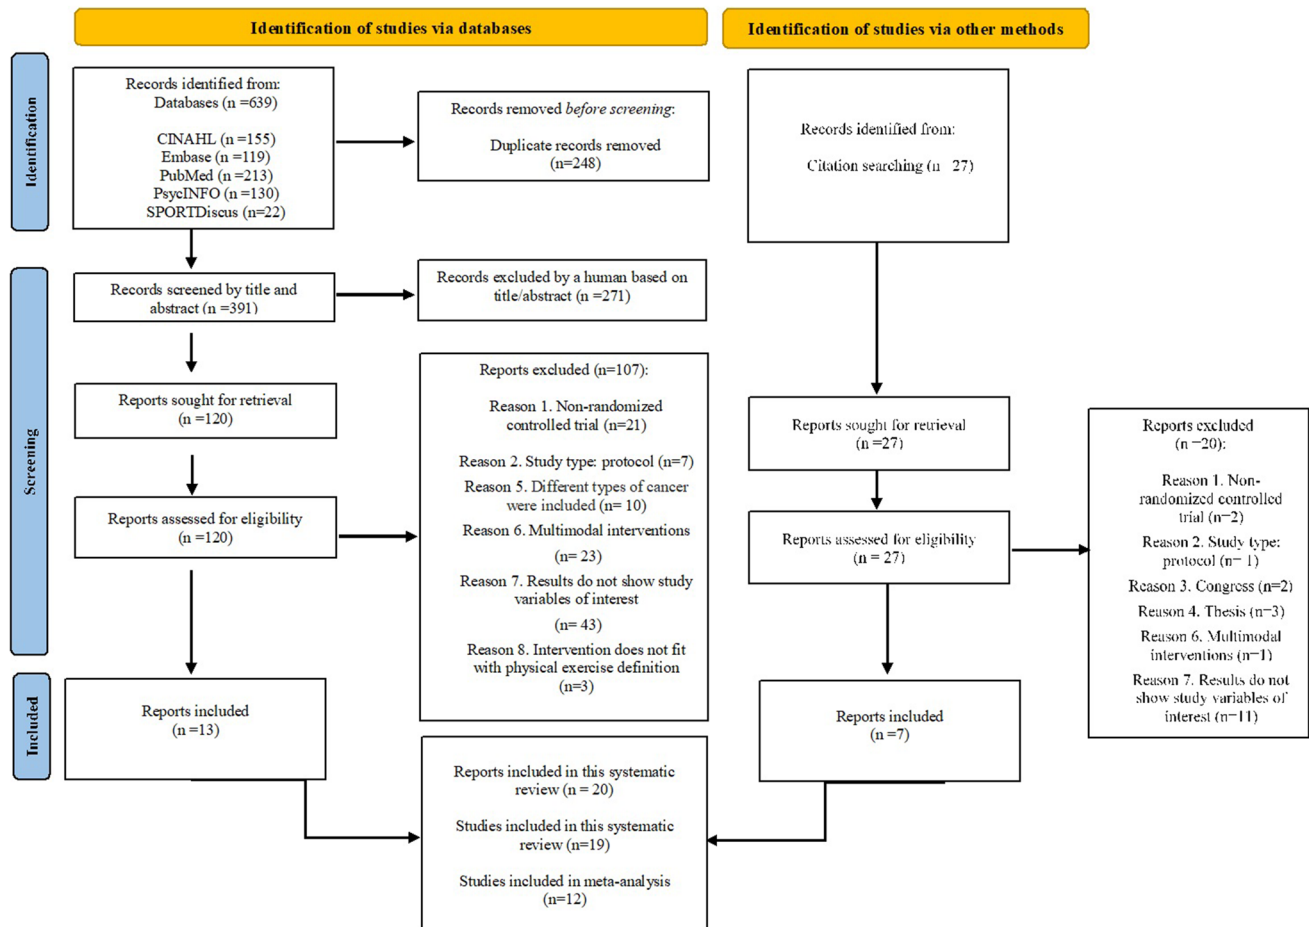 Identification of studies via databases
Identification of studies via other methods
Identification
Records identified from:
Databases (n =639)
CINAHL (n =155)
Embase (n =119)
PubMed (n =213)
PsycINFO (n =130)
SPORTDiscus (n=22)
Records removed before screening:
Duplicate records removed
(n=248)
Records identified from:
Citation searching (n 27)
Screening
Records screened by title and
abstract (n =391)
Records excluded by a human based on
title/abstract (n =271)
Reports sought for retrieval
(n =120)
Reports assessed for eligibility
(n =120)
Reports excluded (n=107):
Reason 1. Non-randomized
controlled trial (n=21)
Reason 2. Study type: protocol (n=7)
Reason 5. Different types of cancer
were included (n= 10)
Reason 6. Multimodal interventions
(n= 23)
Reason 7. Results do not show study
variables of interest
(n= 43)
Reason 8. Intervention does not fit
with physical exercise definition
(n=3)
Reports sought for retrieval
(n =27)
Reports assessed for eligibility
(n = 27)
Reports excluded
(n =20):
Reason 1. Non-
randomized controlled
trial (n=2)
Reason 2. Study type:
protocol (n= 1)
Reason 3. Congress (n=2)
Reason 4. Thesis (n=3)
Reason 6. Multimodal
interventions (n=1)
Reason 7. Results do not
show study variables of
interest (n=11)
Included
Reports included
(n =13)
Reports included
(n =7)
Reports included in this systematic
review (n = 20)
Studies included in this systematic
review (n=19)
Studies included in meta-analysis
(n=12)